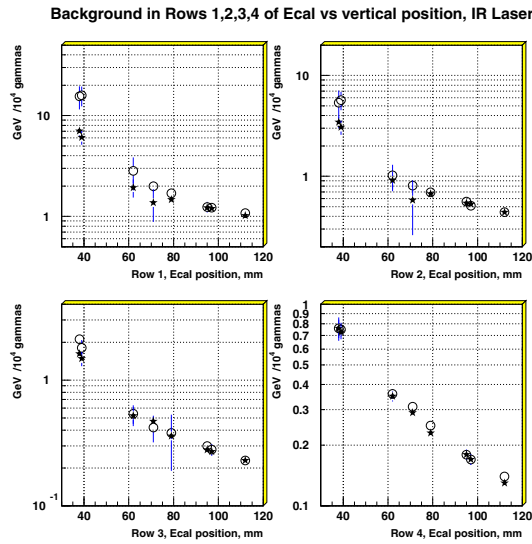 Background in Rows 1,2,3,4 of Ecal vs vertical position, IR Laser
GeV /10⁴ gammas
10
1
40 60 80 100 120
Row 1, Ecal position, mm
GeV /10⁴ gammas
10
1
40 60 80 100 120
Row 2, Ecal position, mm
GeV /10⁴ gammas
1
10⁻¹
40 60 80 100 120
Row 3, Ecal position, mm
GeV /10⁴ gammas
1
0.9
0.8
0.7
0.6
0.5
0.4
0.3
0.2
0.1
40 60 80 100 120
Row 4, Ecal position, mm